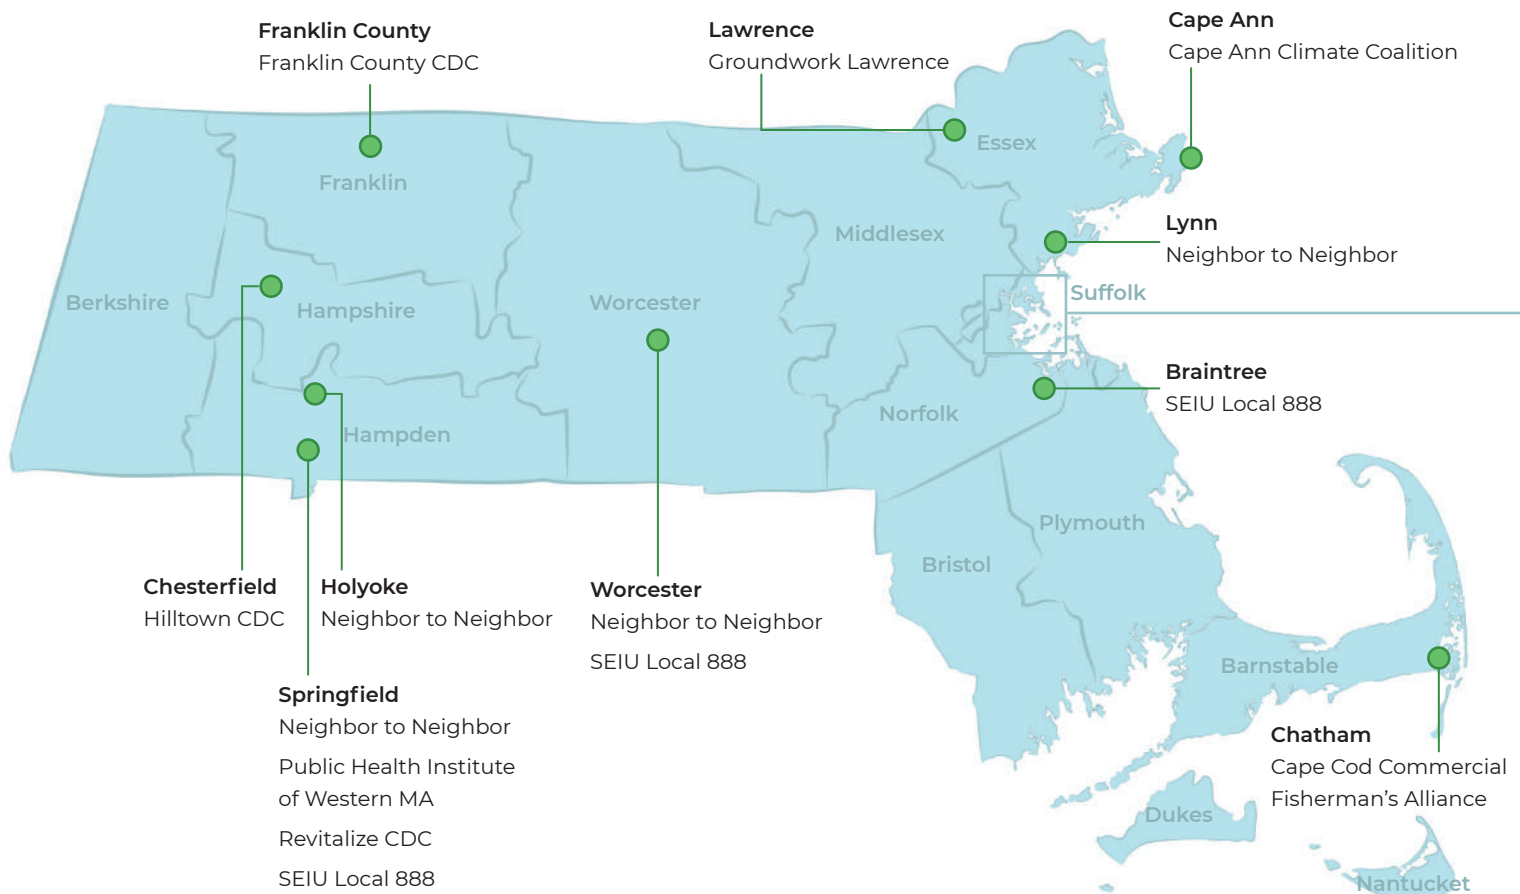 Franklin County
Franklin County CDC
Lawrence
Groundwork Lawrence
Cape Ann
Cape Ann Climate Coalition
Essex
Franklin
Middlesex
Lynn
Neighbor to Neighbor
Berkshire
Hampshire
Worcester
Suffolk
Braintree
SEIU Local 888
Norfolk
Hampden
Plymouth
Bristol
Chesterfield
Hilltown CDC
Holyoke
Neighbor to Neighbor
Worcester
Neighbor to Neighbor
SEIU Local 888
Barnstable
Springfield
Neighbor to Neighbor
Public Health Institute
of Western MA
Revitalize CDC
SEIU Local 888
Chatham
Cape Cod Commercial
Fisherman’s Alliance
Dukes
Nantucket